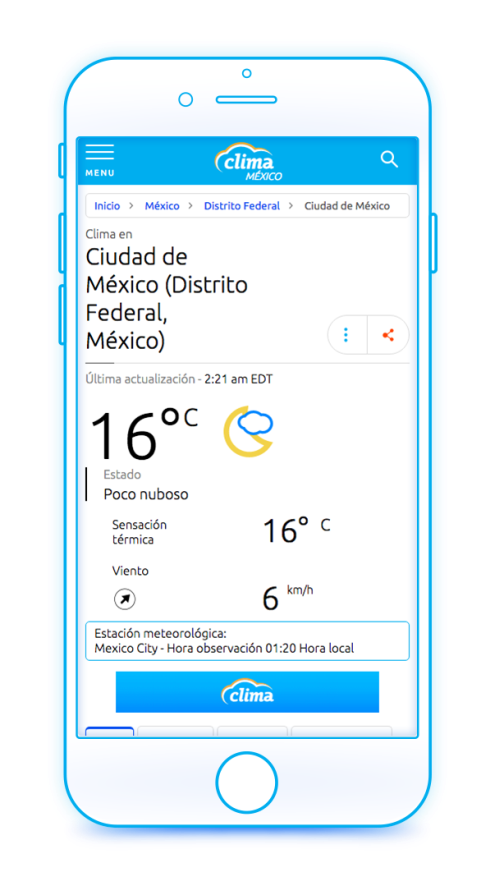 MENU
clima
MÉXICO
Inicio > México > Distrito Federal > Ciudad de México
Clima en
Ciudad de
México (Distrito
Federal,
México)
Última actualización - 2:21 am EDT
16°C
Estado
Poco nuboso
Sensación
térmica
16° C
Viento
6 km/h
Estación meteorológica:
Mexico City - Hora observación 01:20 Hora local
clima